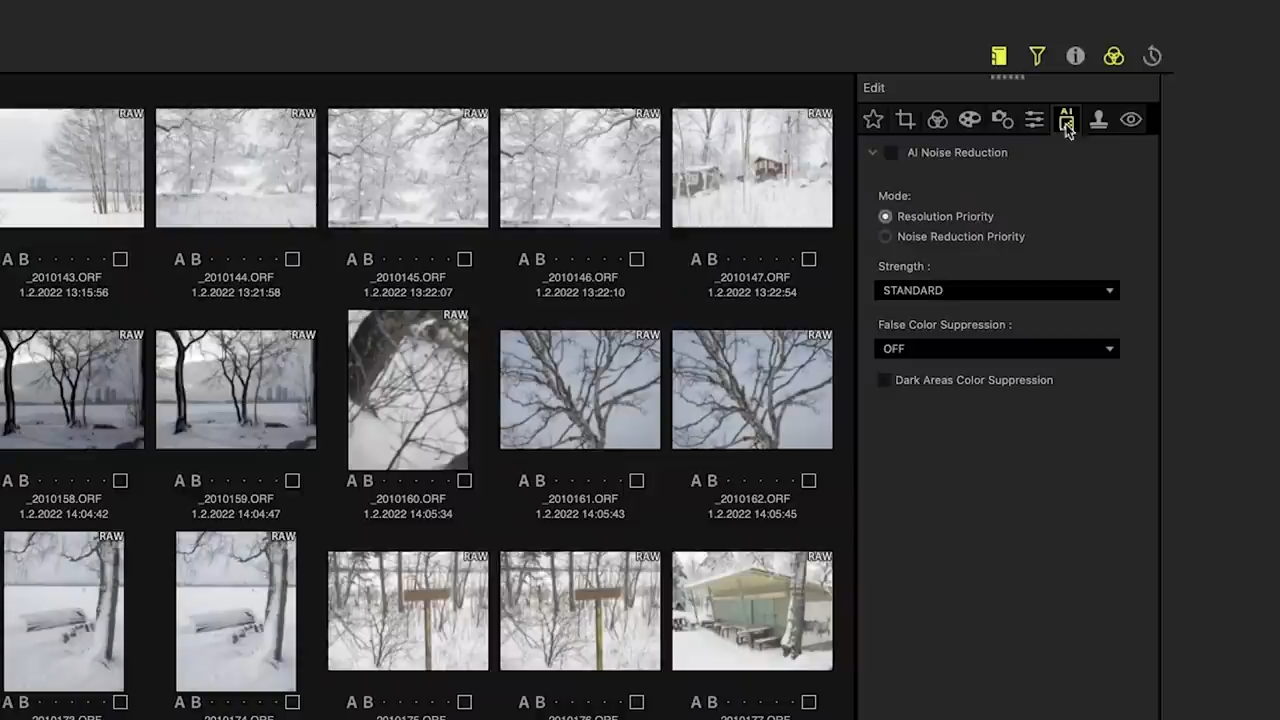 Edit
AI
AI Noise Reduction
Mode:
Resolution Priority
Noise Reduction Priority
Strength :
STANDARD
False Color Suppression :
OFF
Dark Areas Color Suppression
RAW RAW RAW RAW RAW
A B A B A B A B A B
_2010143.ORF _2010144.ORF _2010145.ORF _2010146.ORF _2010147.ORF
1.2.2022 13:15:56 1.2.2022 13:21:58 1.2.2022 13:22:07 1.2.2022 13:22:10 1.2.2022 13:22:54
RAW RAW RAW RAW RAW
A B A B A B A B A B
_2010158.ORF _2010159.ORF _2010160.ORF _2010161.ORF _2010162.ORF
1.2.2022 14:04:42 1.2.2022 14:04:47 1.2.2022 14:05:34 1.2.2022 14:05:43 1.2.2022 14:05:45
RAW RAW RAW RAW RAW
A B A B A B A B A B